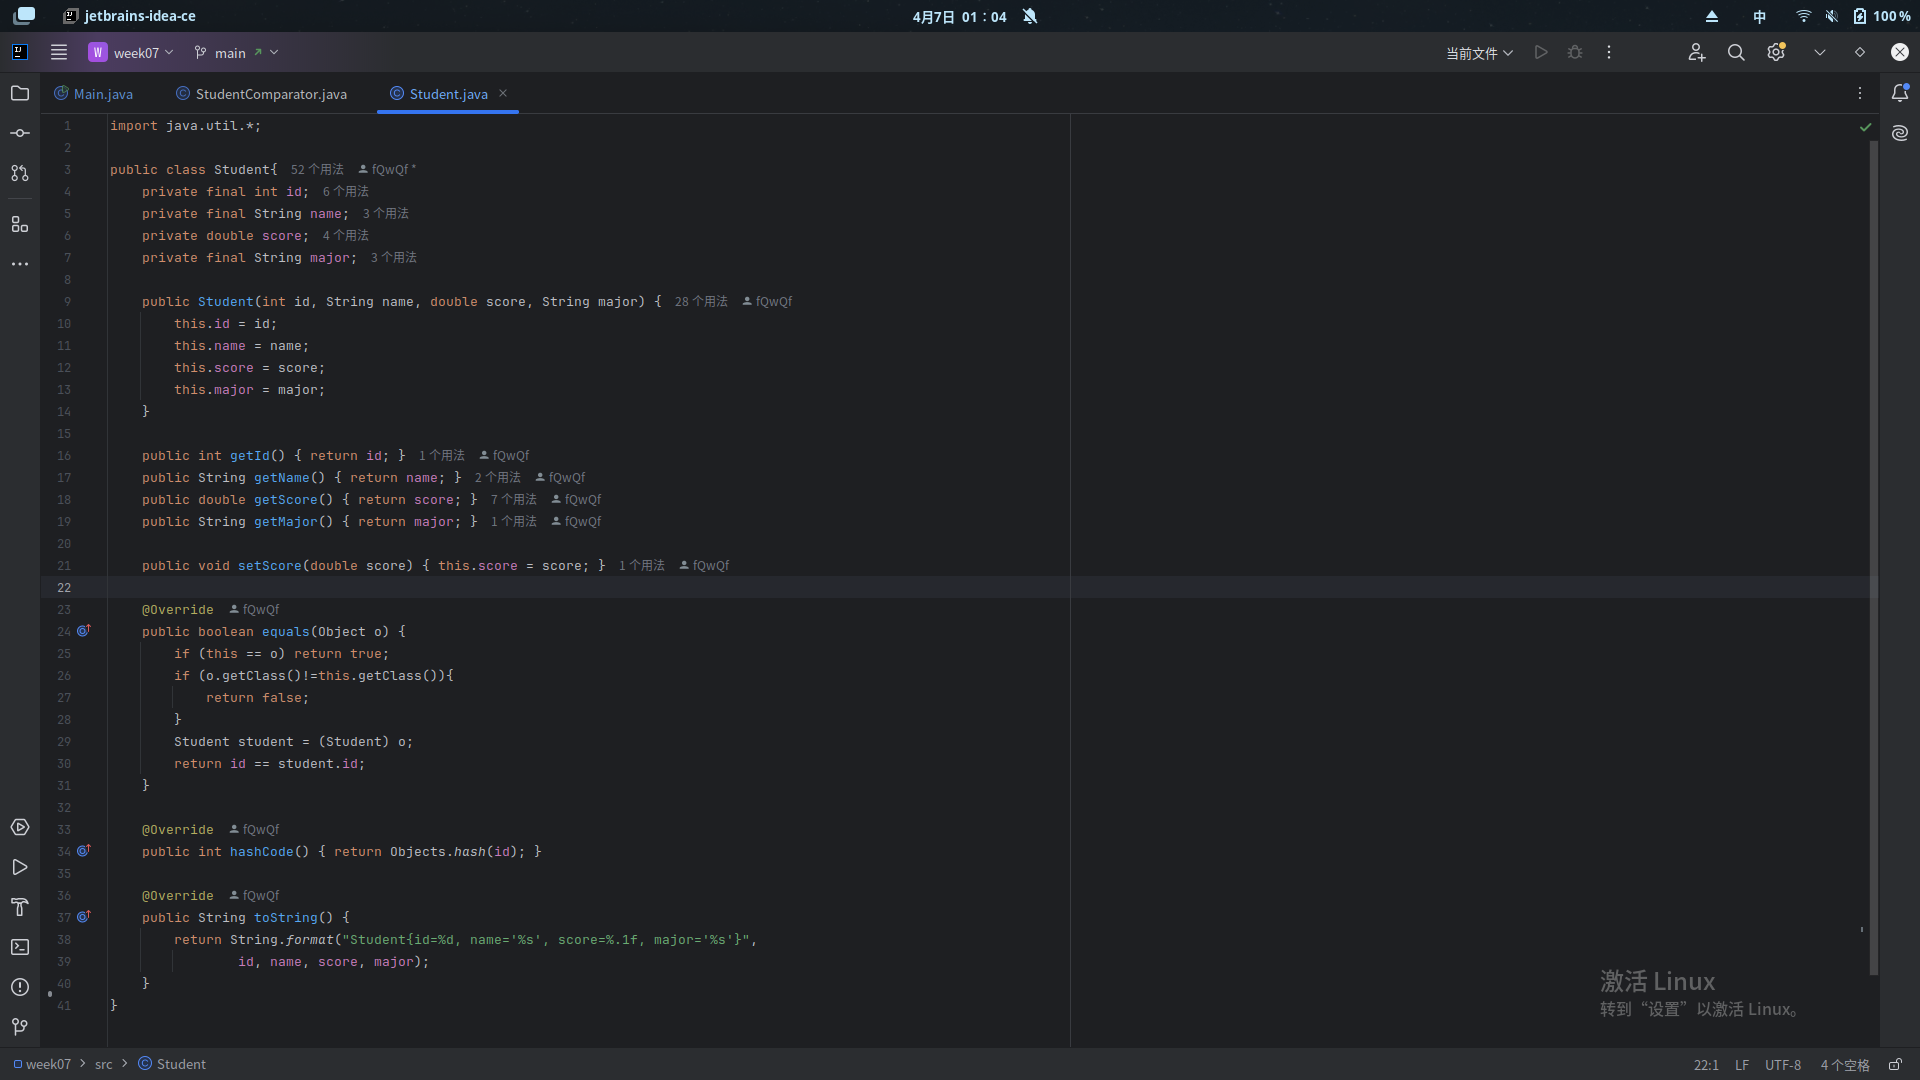 jetbrains-idea-ce
4月7日 01：04
中
100%
W week07
main
当前文件
Main.java
StudentComparator.java
Student.java
1 import java.util.*;
2
3 public class Student{ 52 个用法 fQwQf *
4 private final int id; 6 个用法
5 private final String name; 3 个用法
6 private double score; 4 个用法
7 private final String major; 3 个用法
8
9 public Student(int id, String name, double score, String major) { 28 个用法 fQwQf
10 this.id = id;
11 this.name = name;
12 this.score = score;
13 this.major = major;
14 }
15
16 public int getId() { return id; } 1 个用法 fQwQf
17 public String getName() { return name; } 2 个用法 fQwQf
18 public double getScore() { return score; } 7 个用法 fQwQf
19 public String getMajor() { return major; } 1 个用法 fQwQf
20
21 public void setScore(double score) { this.score = score; } 1 个用法 fQwQf
22
23 @Override fQwQf
24 public boolean equals(Object o) {
25 if (this == o) return true;
26 if (o.getClass()!=this.getClass()){
27 return false;
28 }
29 Student student = (Student) o;
30 return id == student.id;
31 }
32
33 @Override fQwQf
34 public int hashCode() { return Objects.hash(id); }
35
36 @Override fQwQf
37 public String toString() {
38 return String.format("Student{id=%d, name='%s', score=%.1f, major='%s'}",
39 id, name, score, major);
40 }
41 }
激活 Linux
转到“设置”以激活 Linux。
week07 > src > Student
22:1
LF
UTF-8
4 个空格